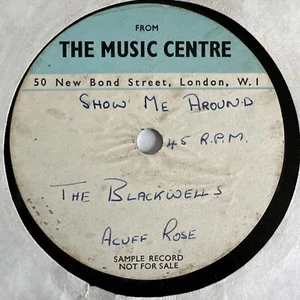 FROM
THE MUSIC CENTRE
50 New Bond Street, London, W.1
SHOW ME AROUND
45 R.P.M.
THE BLACKWELLS
ACUFF ROSE
SAMPLE RECORD
NOT FOR SALE